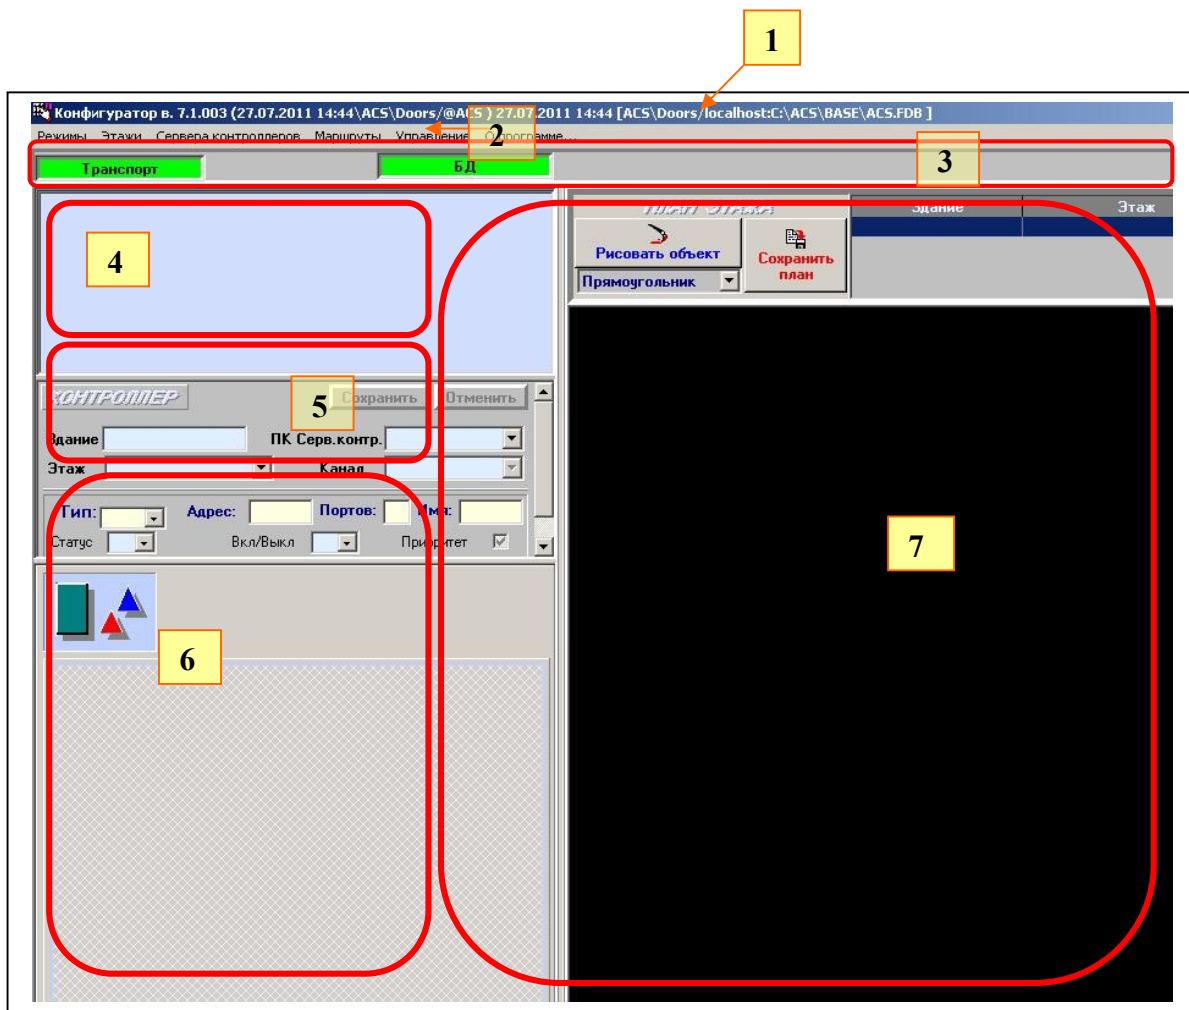 1
Конфигуратор в. 7.1.003 (27.07.2011 14:44\ACS\Doors/@ACS ) 27.07.2011 14:44 [ACS\Doors/localhost:C:\ACS\BASE\ACS.FDB ]
Режимы Этажи Сервера контроллеров Маршруты Управление О программе...
2
3
Транспорт БД
4
ПЛАН ЭТАЖА Здание Этаж
Рисовать объект
Сохранить план
Прямоугольник
КОНТРОЛЛЕР Сохранить Отменить
5
Здание ПК Серв.контр.
Этаж Канал
Тип: Адрес: Портов: Имя:
Статус Вкл/Выкл Приоритет
6
7